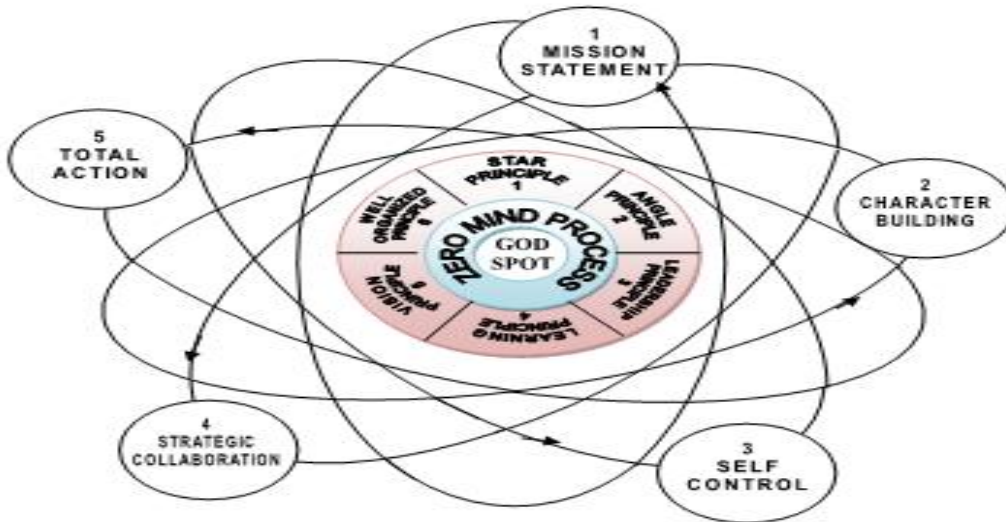 1
MISSION
STATEMENT
5
TOTAL
ACTION
2
CHARACTER
BUILDING
STAR
PRINCIPLE
1
ANGLE
PRINCIPLE
2
LEADERSHIP
PRINCIPLE
3
4
LEARNING
PRINCIPLE
VISION
PRINCIPLE
5
WELL
ORGANIZED
PRINCIPLE
6
ZERO MIND PROCESS
GOD
SPOT
4
STRATEGIC
COLLABORATION
3
SELF
CONTROL